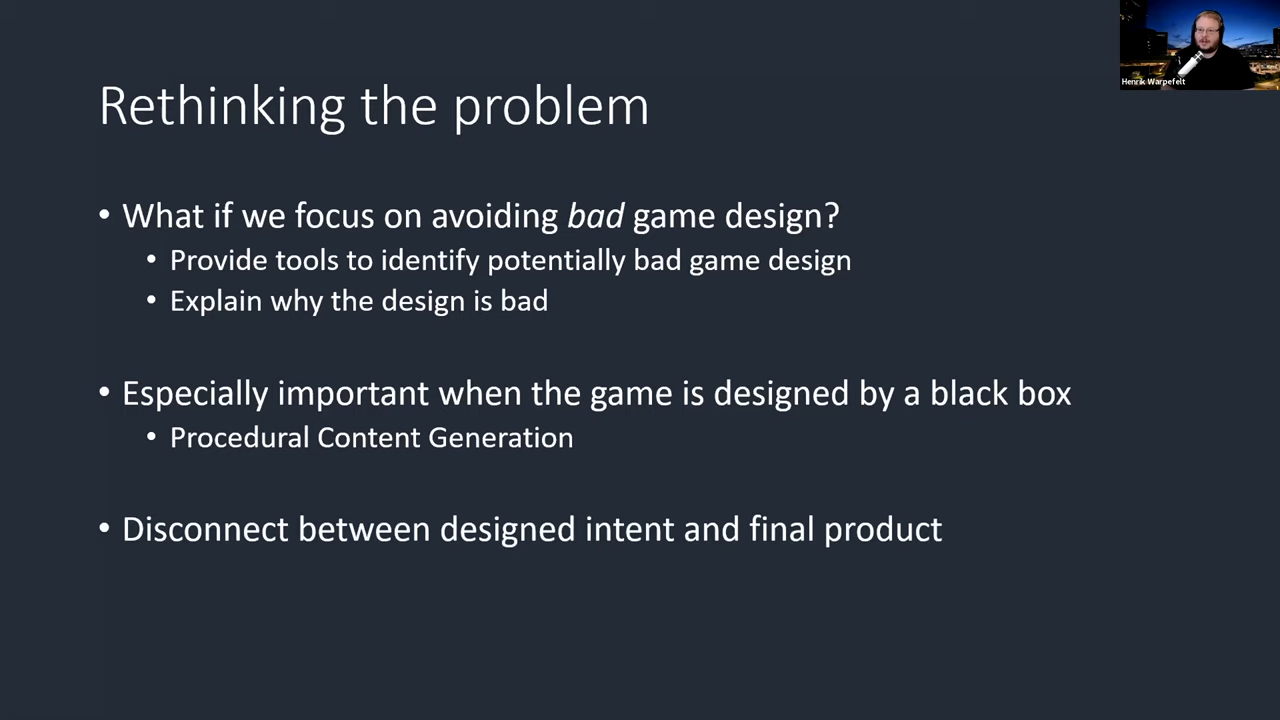 Henrik Warpefelt
Rethinking the problem
• What if we focus on avoiding bad game design?
• Provide tools to identify potentially bad game design
• Explain why the design is bad
• Especially important when the game is designed by a black box
• Procedural Content Generation
• Disconnect between designed intent and final product